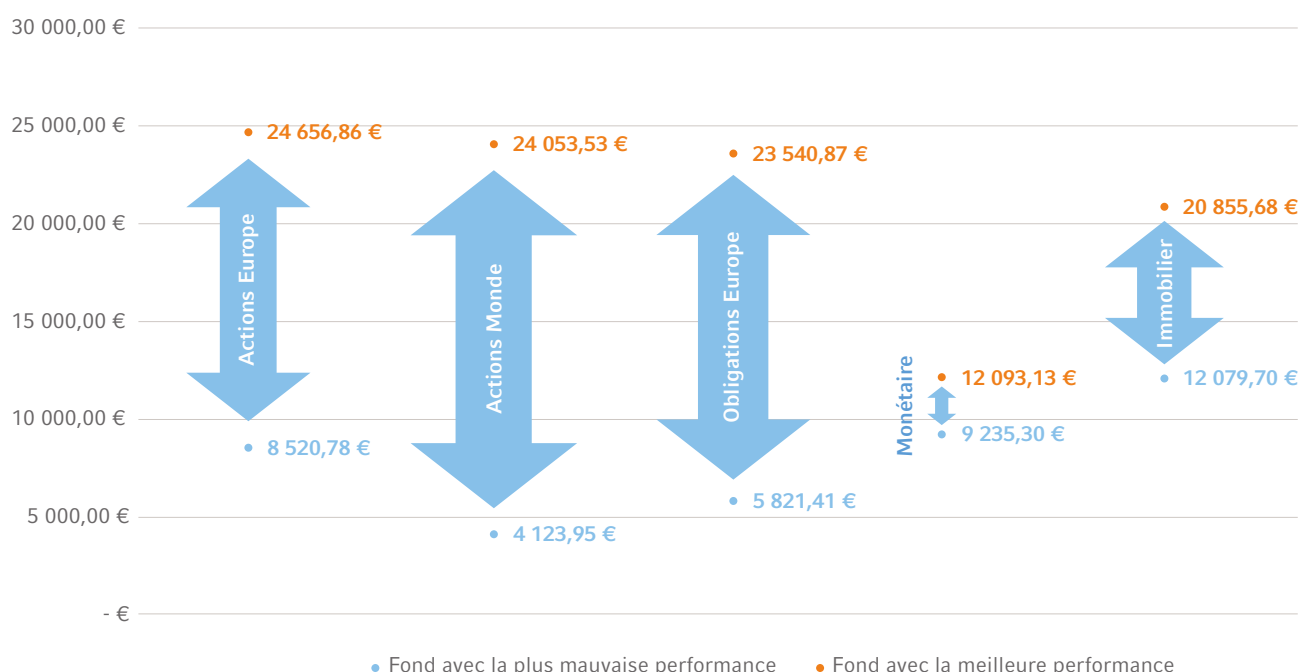 30 000,00 €
25 000,00 €
20 000,00 €
15 000,00 €
10 000,00 €
5 000,00 €
- €
24 656,86 €
Actions Europe
8 520,78 €
24 053,53 €
Actions Monde
4 123,95 €
23 540,87 €
Obligations Europe
5 821,41 €
Monétaire
12 093,13 €
9 235,30 €
20 855,68 €
Immobilier
12 079,70 €
Fond avec la plus mauvaise performance
Fond avec la meilleure performance